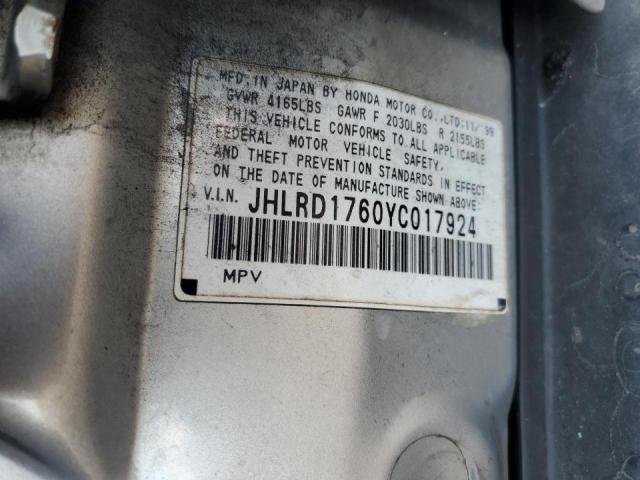 MFD. IN JAPAN BY HONDA MOTOR CO., LTD. 11/'99
GVWR 4165LBS GAWR F 2030LBS R 2155LBS
THIS VEHICLE CONFORMS TO ALL APPLICABLE
FEDERAL MOTOR VEHICLE SAFETY,
AND THEFT PREVENTION STANDARDS IN EFFECT
ON THE DATE OF MANUFACTURE SHOWN ABOVE.
V.I.N. JHLRD1760YC017924
MPV